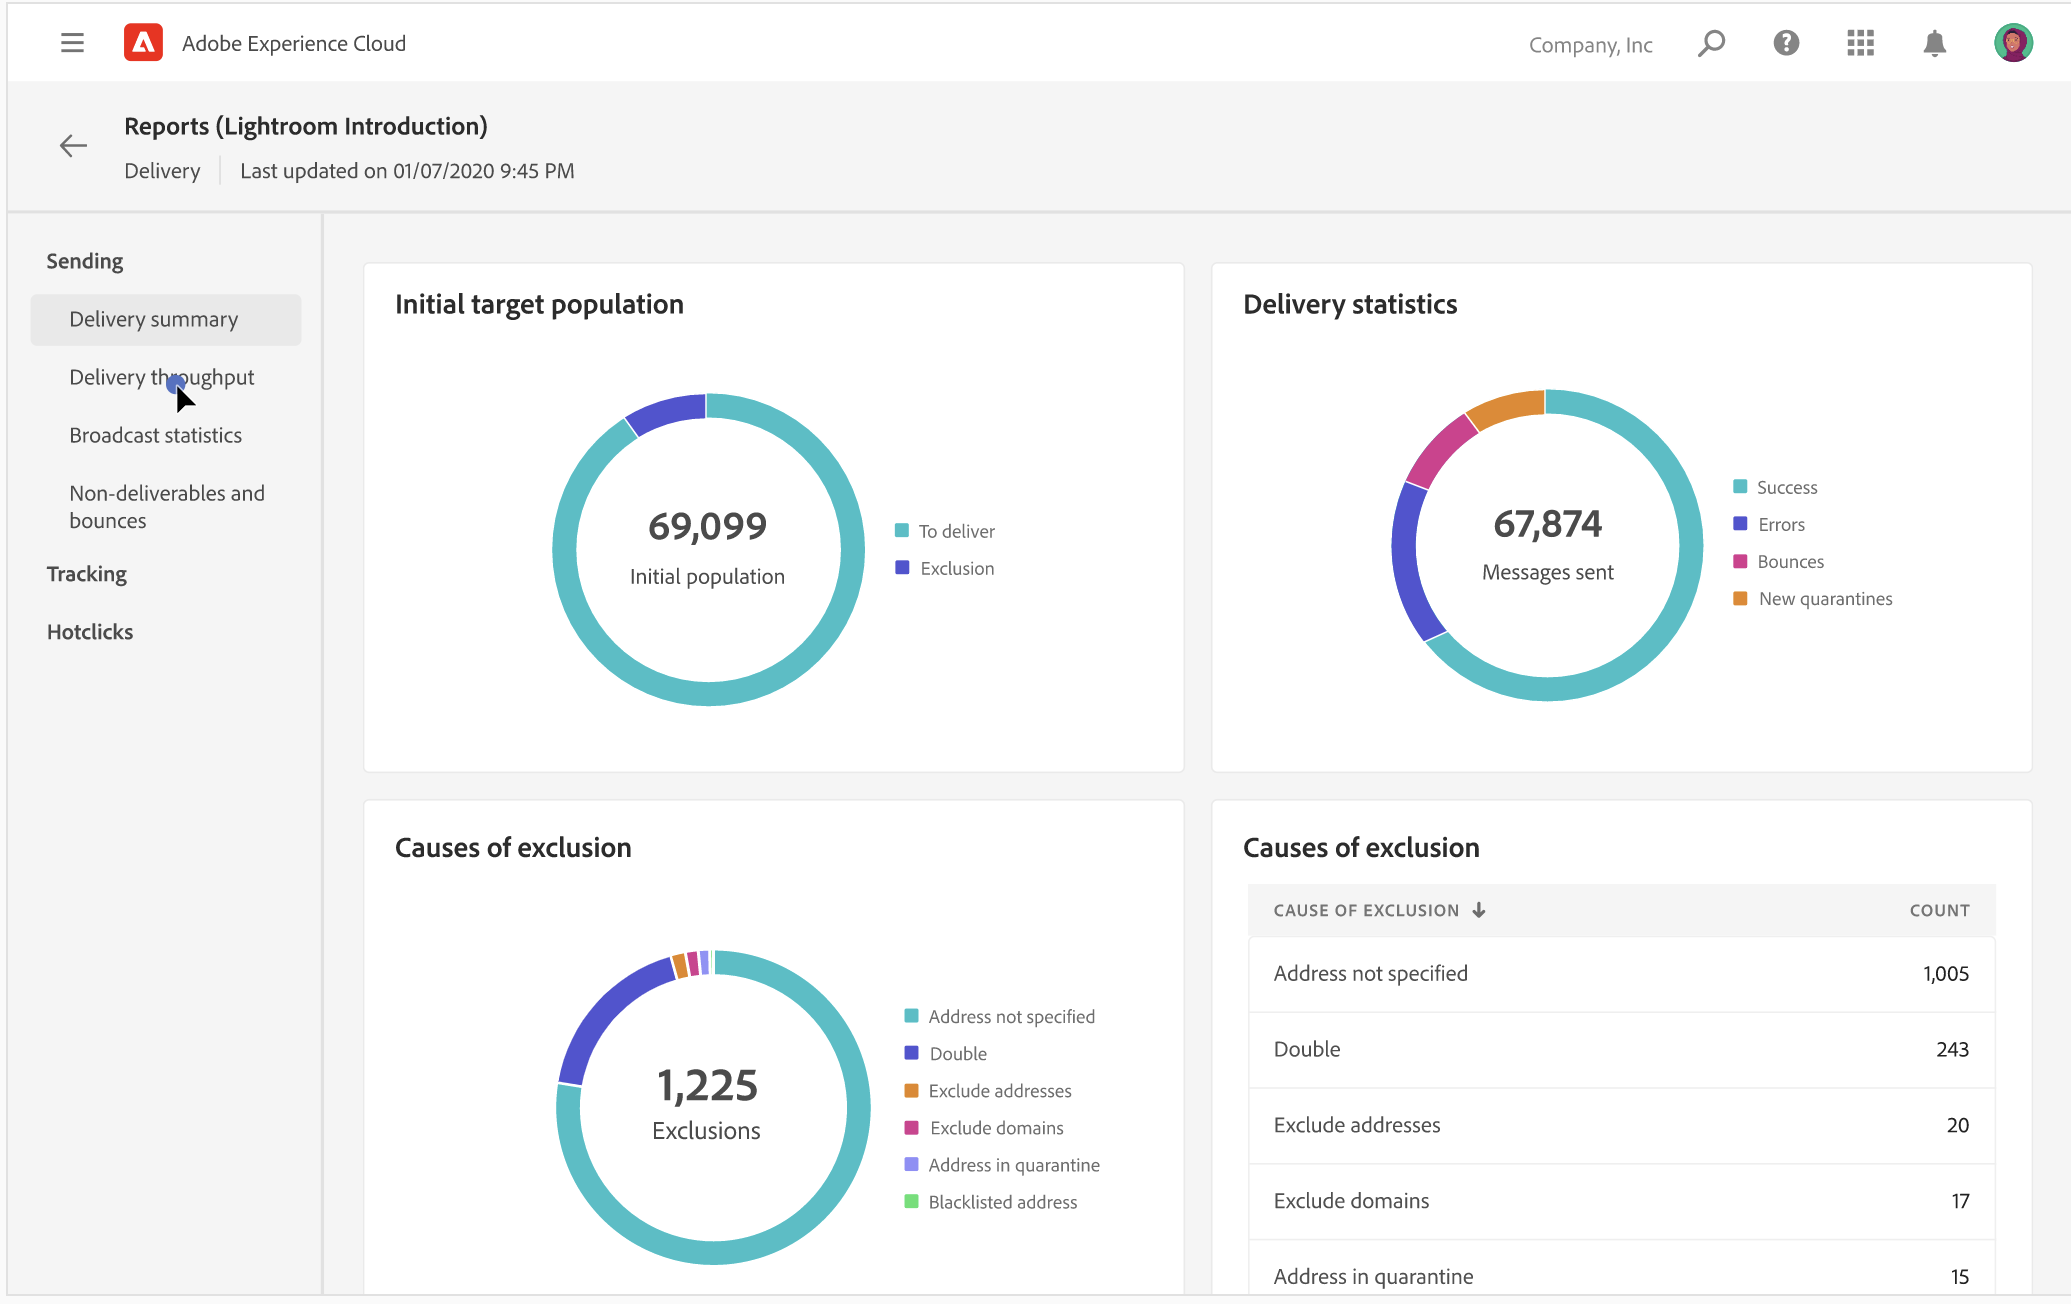 Adobe Experience Cloud
Company, Inc
Reports (Lightroom Introduction)
Delivery
Last updated on 01/07/2020 9:45 PM
Sending
Delivery summary
Delivery throughput
Broadcast statistics
Non-deliverables and
bounces
Tracking
Hotclicks
Initial target population
69,099
Initial population
To deliver
Exclusion
Delivery statistics
67,874
Messages sent
Success
Errors
Bounces
New quarantines
Causes of exclusion
1,225
Exclusions
Address not specified
Double
Exclude addresses
Exclude domains
Address in quarantine
Blacklisted address
Causes of exclusion
CAUSE OF EXCLUSION COUNT
Address not specified 1,005
Double 243
Exclude addresses 20
Exclude domains 17
Address in quarantine 15